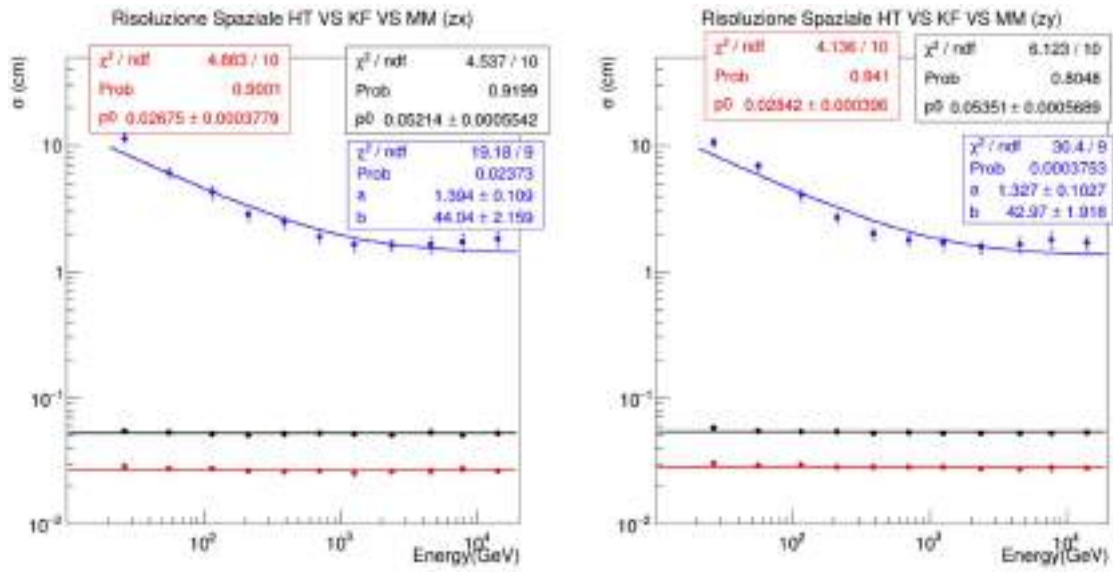 Risoluzione Spaziale HT VS KF VS MM (zx)
χ² / ndf 4.863 / 10
Prob 0.9001
p0 0.02675 ± 0.0003779
χ² / ndf 4.537 / 10
Prob 0.9199
p0 0.05214 ± 0.0005542
χ² / ndf 19.18 / 9
Prob 0.02373
a 1.394 ± 0.109
b 44.04 ± 2.159
σ (cm)
10
1
10⁻¹
10⁻²
10² 10³ 10⁴
Energy(GeV)
Risoluzione Spaziale HT VS KF VS MM (zy)
χ² / ndf 4.136 / 10
Prob 0.941
p0 0.02842 ± 0.000396
χ² / ndf 6.123 / 10
Prob 0.8048
p0 0.05351 ± 0.0005689
χ² / ndf 30.4 / 9
Prob 0.0003753
a 1.327 ± 0.1027
b 42.97 ± 1.918
σ (cm)
10
1
10⁻¹
10⁻²
10² 10³ 10⁴
Energy(GeV)